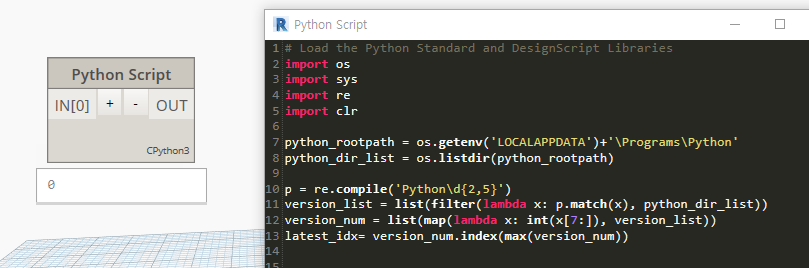 Python Script
IN[0] + - OUT
CPython3
0
Python Script
1 # Load the Python Standard and DesignScript Libraries
2 import os
3 import sys
4 import re
5 import clr
6
7 python_rootpath = os.getenv('LOCALAPPDATA')+'\Programs\Python'
8 python_dir_list = os.listdir(python_rootpath)
9
10 p = re.compile('Python\d{2,5}')
11 version_list = list(filter(lambda x: p.match(x), python_dir_list))
12 version_num = list(map(lambda x: int(x[7:]), version_list))
13 latest_idx= version_num.index(max(version_num))
14
15